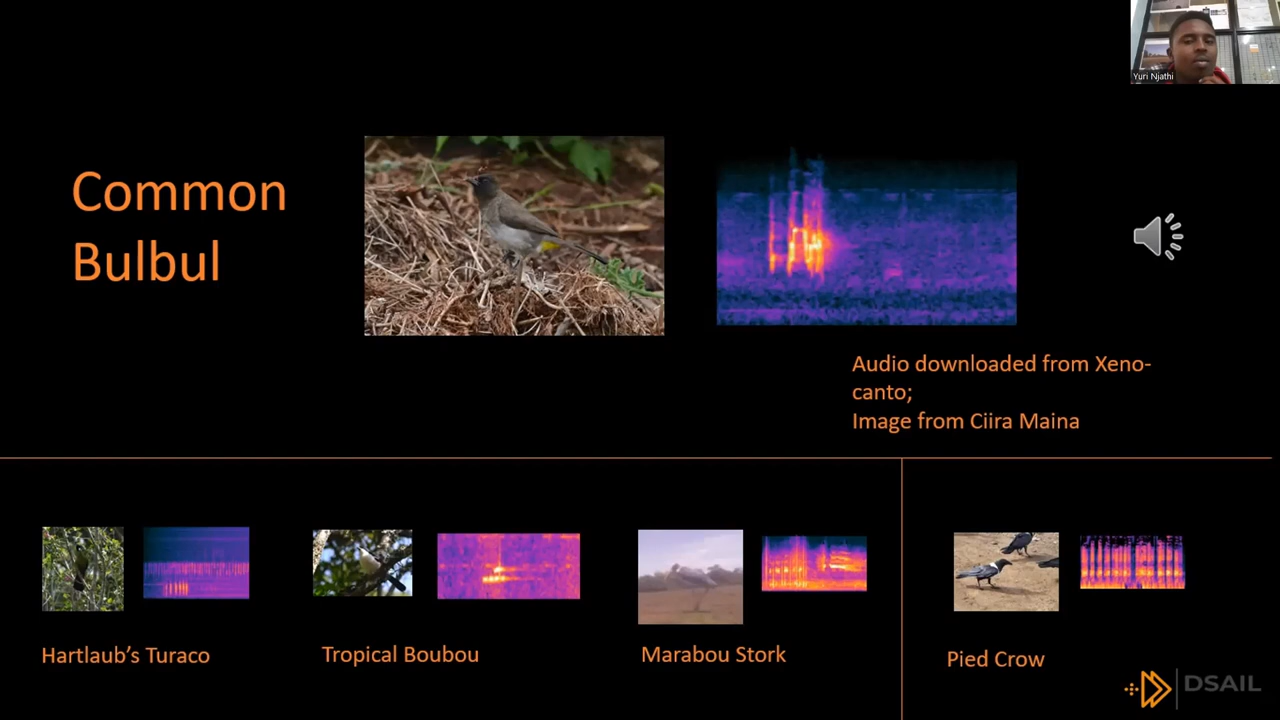 Yuri Njathi
Common
Bulbul
Audio downloaded from Xeno-
canto;
Image from Ciira Maina
Hartlaub's Turaco
Tropical Boubou
Marabou Stork
Pied Crow
DSAIL